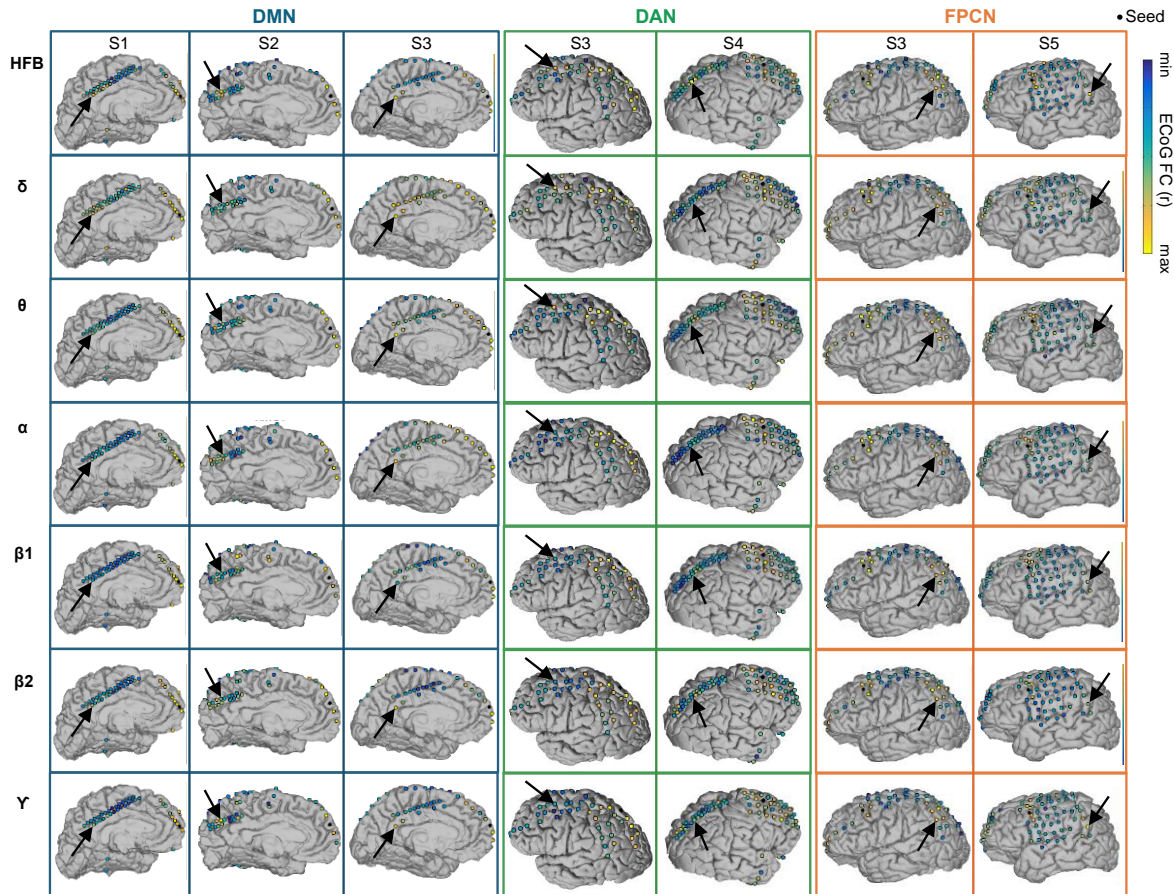 DMN DAN FPCN •Seed
S1 S2 S3 S3 S4 S3 S5
HFB
min ECoG FC (r) max
δ
θ
α
β1
β2
ϒ